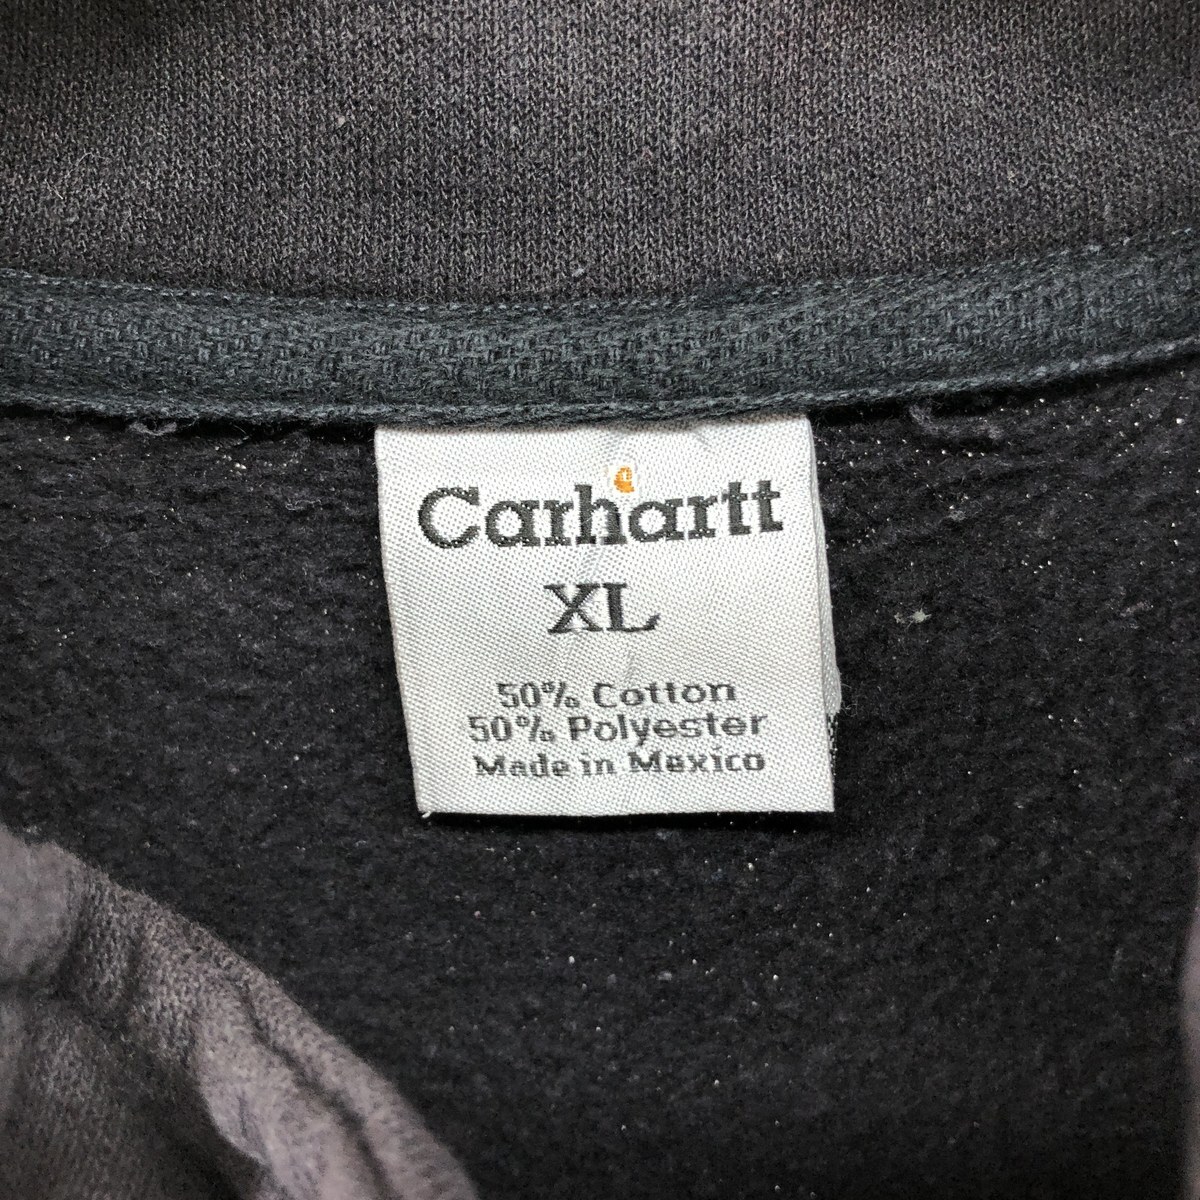 Carhartt
XL
50% Cotton
50% Polyester
Made in Mexico